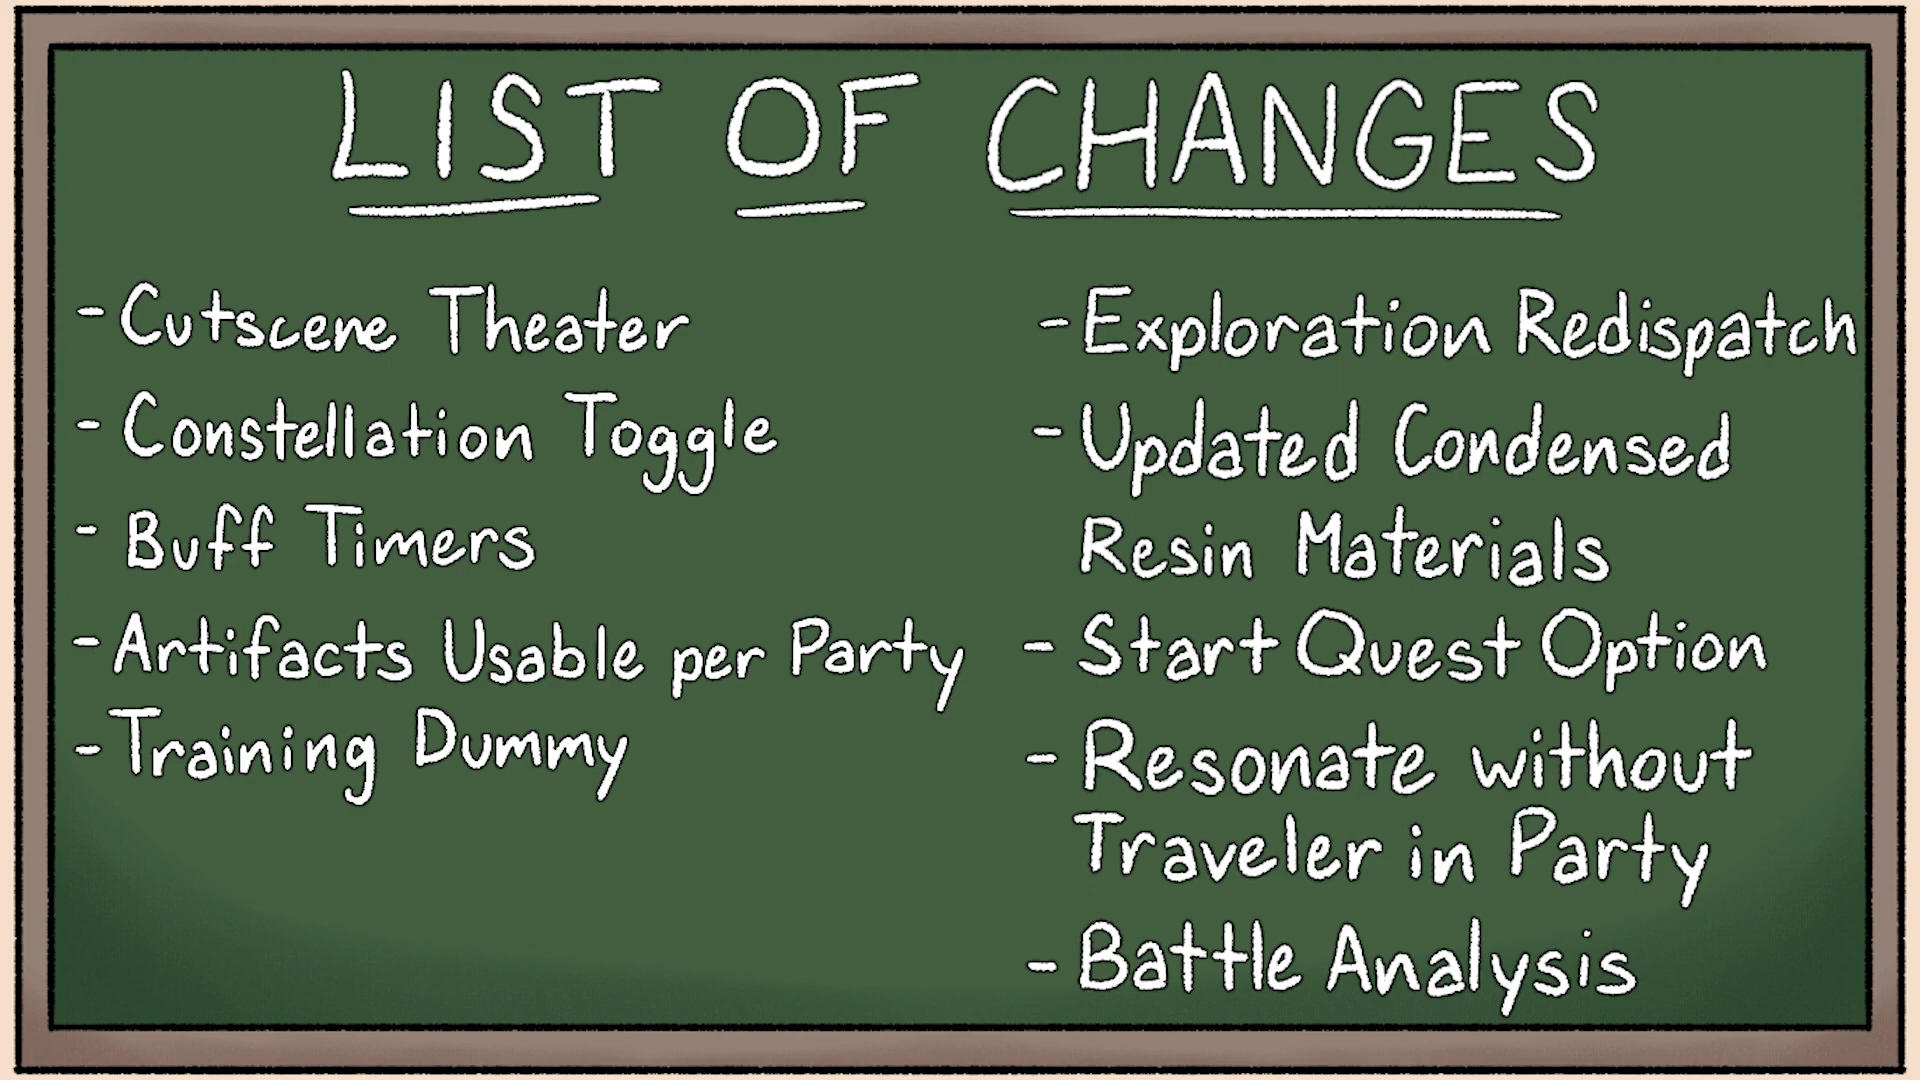 LIST OF CHANGES
- Cutscene Theater
- Constellation Toggle
- Buff Timers
- Artifacts Usable per Party
- Training Dummy
- Exploration Redispatch
- Updated Condensed
Resin Materials
- Start Quest Option
- Resonate without
Traveler in Party
- Battle Analysis